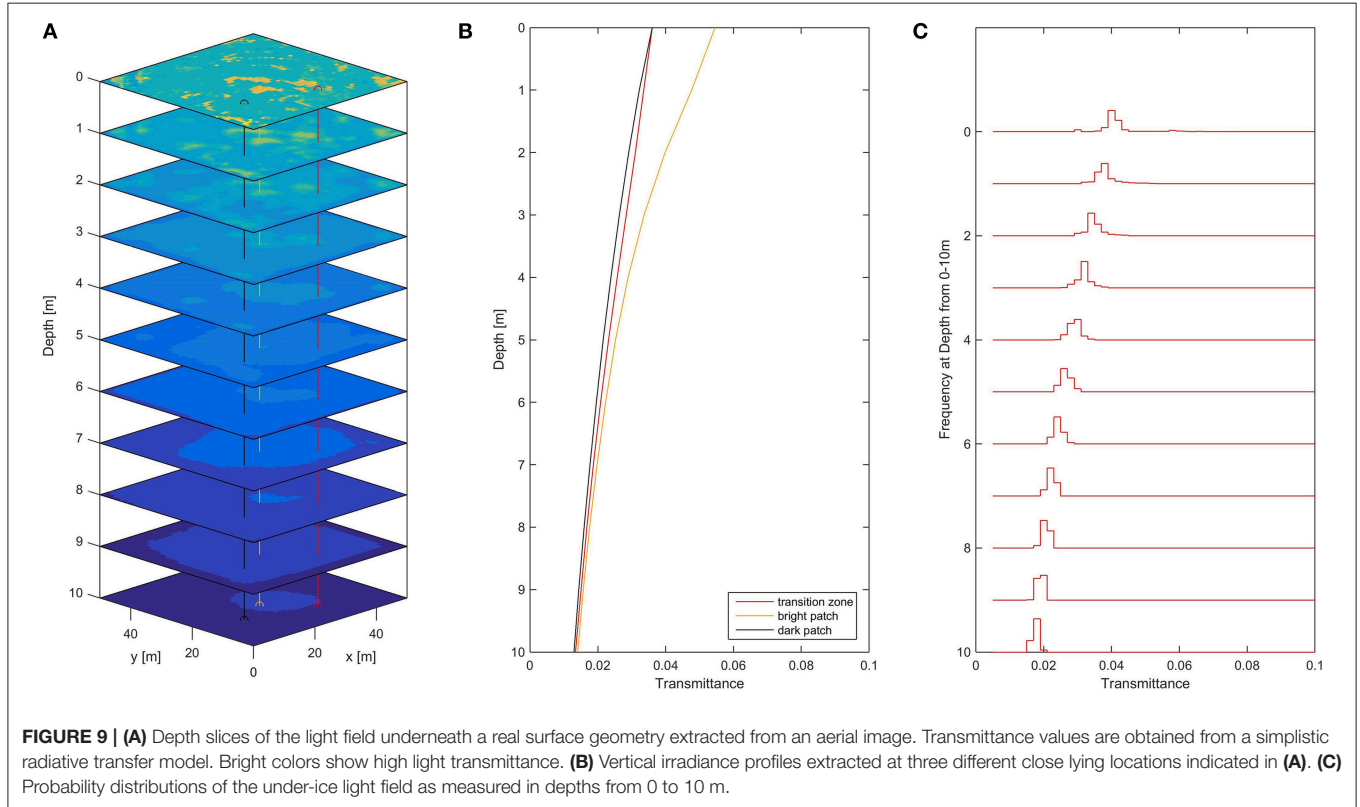 A
0
1
2
3
4
5
6
7
8
9
10
Depth [m]
40
20
0
y [m]
20
40
x [m]
B
0
1
2
3
4
5
6
7
8
9
10
Depth [m]
transition zone
bright patch
dark patch
0
0.02
0.04
0.06
0.08
0.1
Transmittance
C
0
2
4
6
8
10
Frequency at Depth from 0-10m
0
0.02
0.04
0.06
0.08
0.1
Transmittance
FIGURE 9 | (A) Depth slices of the light field underneath a real surface geometry extracted from an aerial image. Transmittance values are obtained from a simplistic
radiative transfer model. Bright colors show high light transmittance. (B) Vertical irradiance profiles extracted at three different close lying locations indicated in (A). (C)
Probability distributions of the under-ice light field as measured in depths from 0 to 10 m.